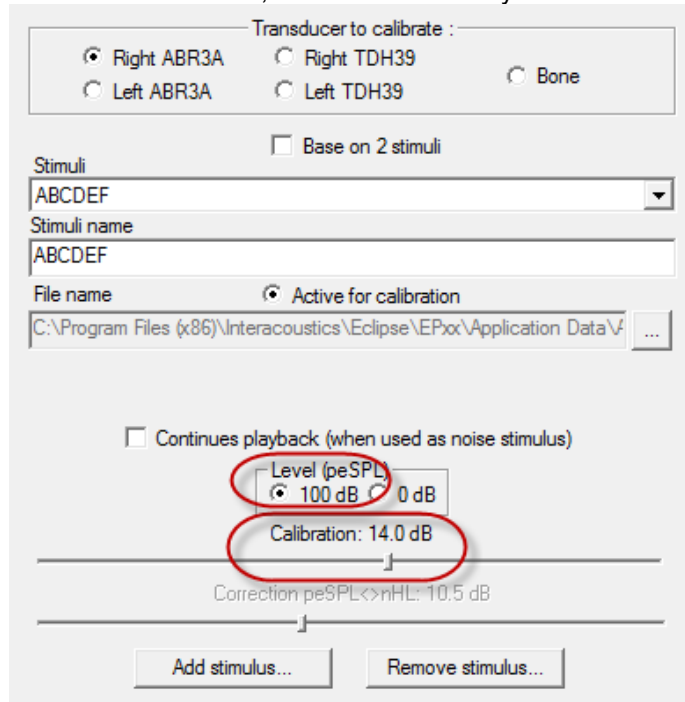 Transducer to calibrate :
Right ABR3A Right TDH39
Bone
Left ABR3A Left TDH39
Base on 2 stimuli
Stimuli
ABCDEF
Stimuli name
ABCDEF
File name Active for calibration
C:\Program Files (x86)\Interacoustics\Eclipse\EPxx\Application Data\
...
Continues playback (when used as noise stimulus)
Level (peSPL)
100 dB 0 dB
Calibration: 14.0 dB
Correction peSPL<>nHL: 10.5 dB
Add stimulus... Remove stimulus...